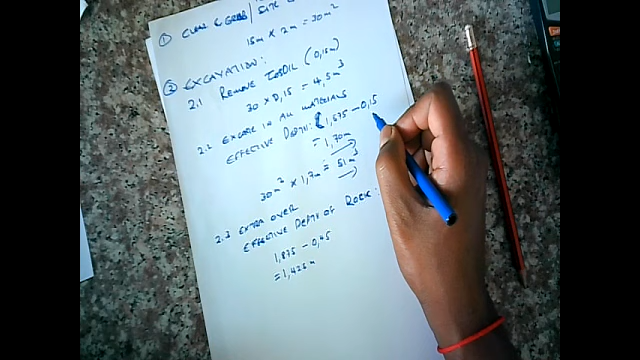 ① CLEAR & GRUB / SITE
15m × 2m = 30m²
② EXCAVATION:
2.1 REMOVE TOPSOIL (0,15m)
30 × 0,15 = 4,5m³
2.2 EXCAVATE IN ALL MATERIALS
EFFECTIVE DEPTH: (1,875 - 0,15
= 1,70m
30m² × 1,7m = 51m³
2.3 EXTRA OVER
EFFECTIVE DEPTH OF ROCK:
1,875 - 0,45
= 1,425m